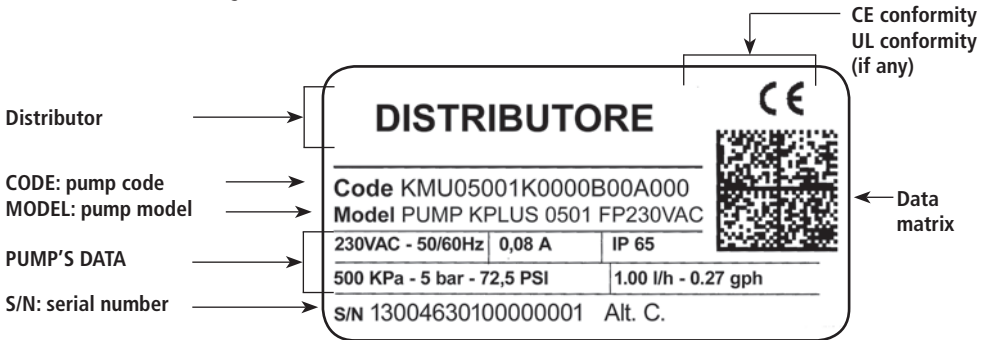 CE conformity
UL conformity
(if any)
Distributor
DISTRIBUTORE
CE
CODE: pump code
MODEL: pump model
Code KMU05001K0000B00A000
Model PUMP KPLUS 0501 FP230VAC
Data
matrix
PUMP'S DATA
230VAC - 50/60Hz 0,08 A IP 65
500 KPa - 5 bar - 72,5 PSI 1.00 l/h - 0.27 gph
S/N: serial number
S/N 13004630100000001 Alt. C.